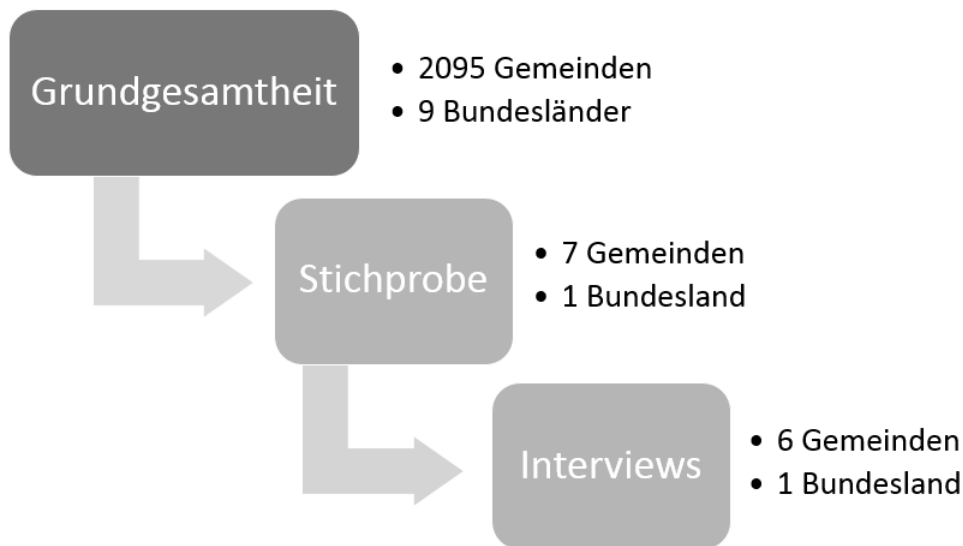 Grundgesamtheit
• 2095 Gemeinden
• 9 Bundesländer
Stichprobe
• 7 Gemeinden
• 1 Bundesland
Interviews
• 6 Gemeinden
• 1 Bundesland